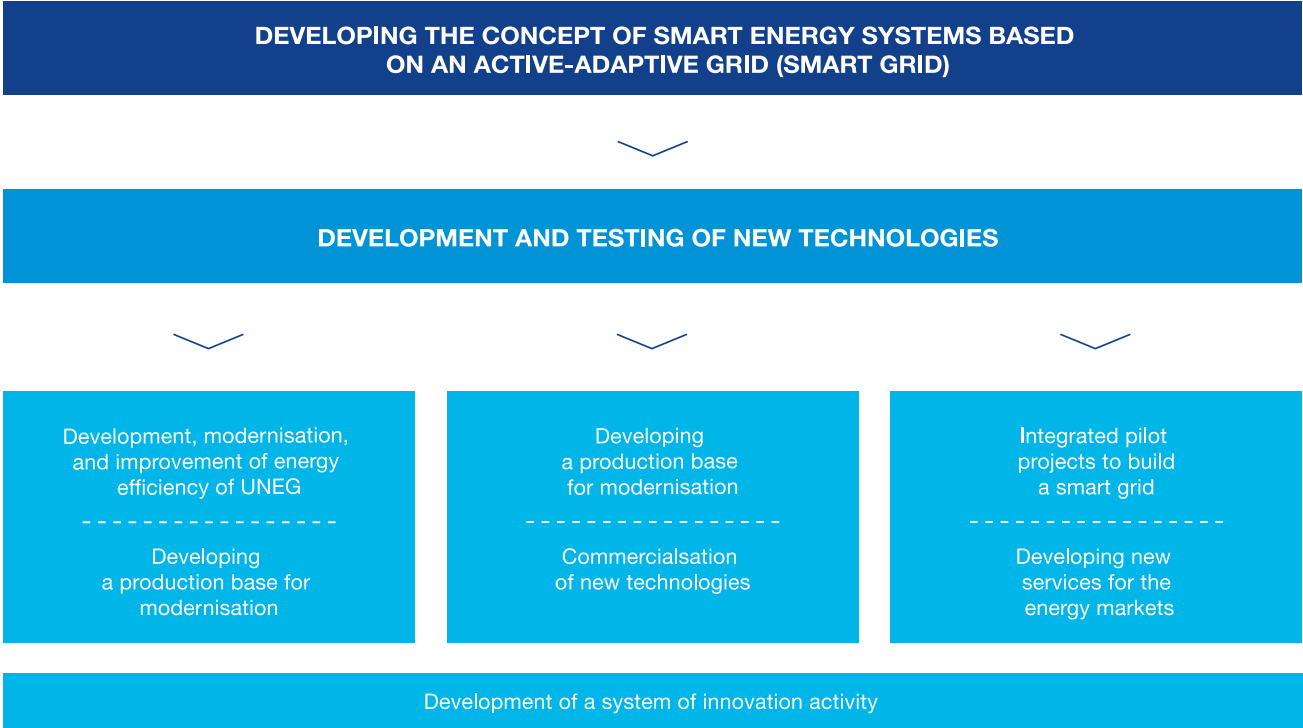 DEVELOPING THE CONCEPT OF SMART ENERGY SYSTEMS BASED
ON AN ACTIVE-ADAPTIVE GRID (SMART GRID)
DEVELOPMENT AND TESTING OF NEW TECHNOLOGIES
Development, modernisation,
and improvement of energy
efficiency of UNEG
Developing
a production base for
modernisation
Developing
a production base
for modernisation
Commercialsation
of new technologies
Integrated pilot
projects to build
a smart grid
Developing new
services for the
energy markets
Development of a system of innovation activity